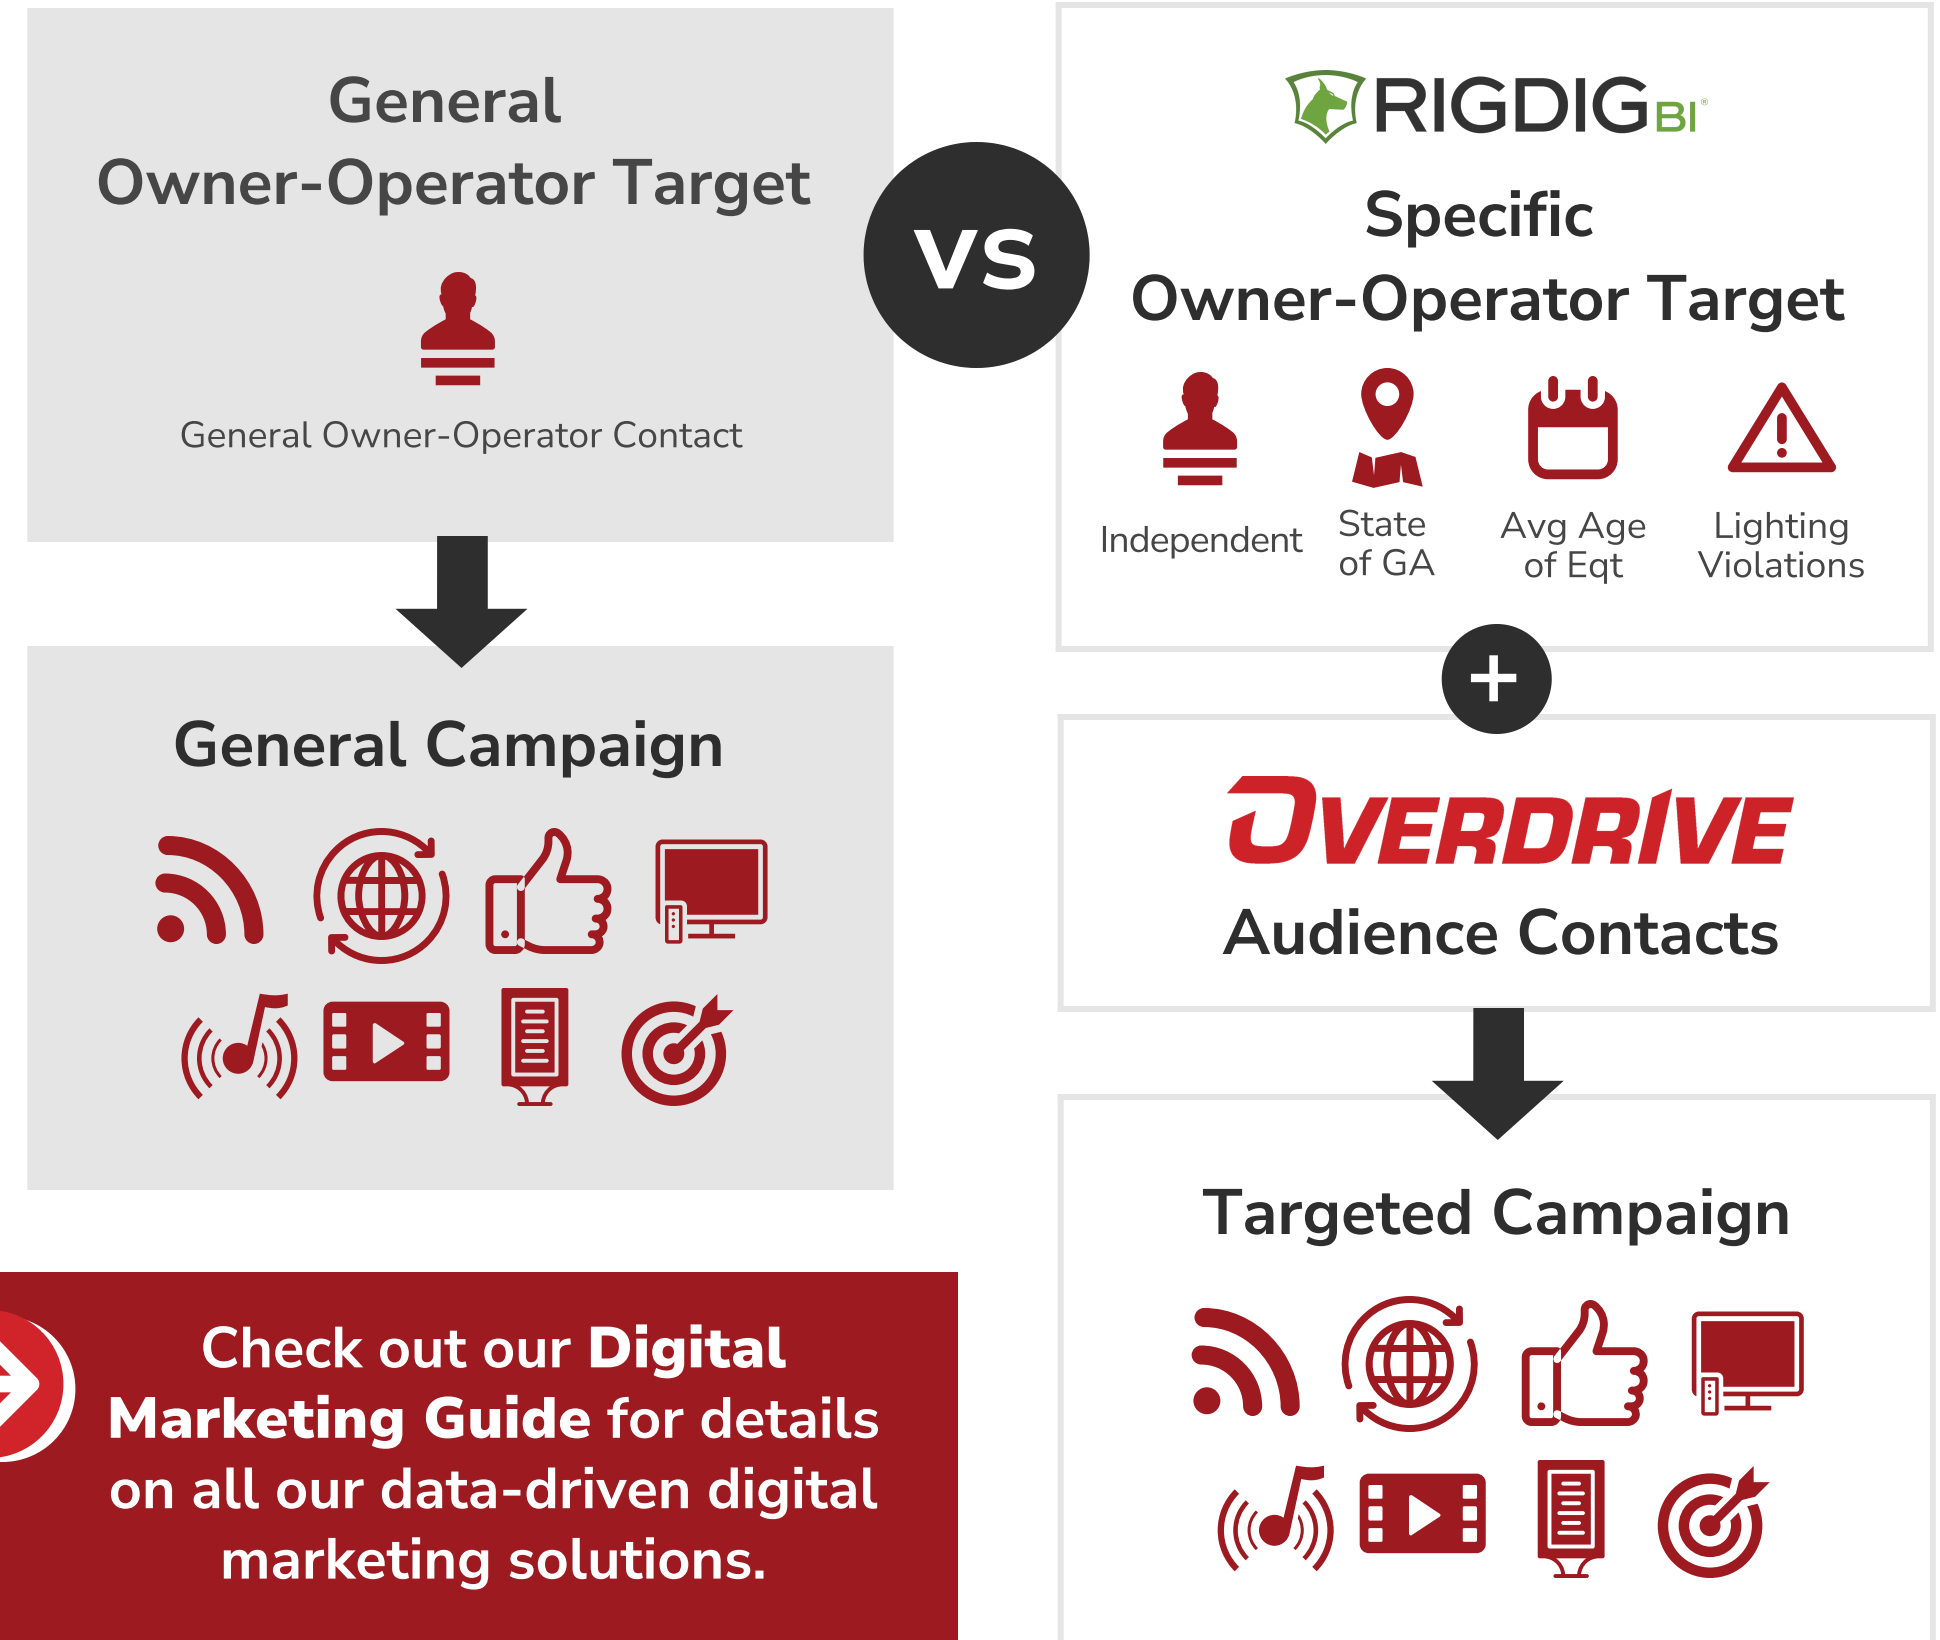 General
Owner-Operator Target
General Owner-Operator Contact
General Campaign
Check out our Digital
Marketing Guide for details
on all our data-driven digital
marketing solutions.
VS
RIGDIG BI®
Specific
Owner-Operator Target
Independent
State
of GA
Avg Age
of Eqt
Lighting
Violations
+
OVERDRIVE
Audience Contacts
Targeted Campaign